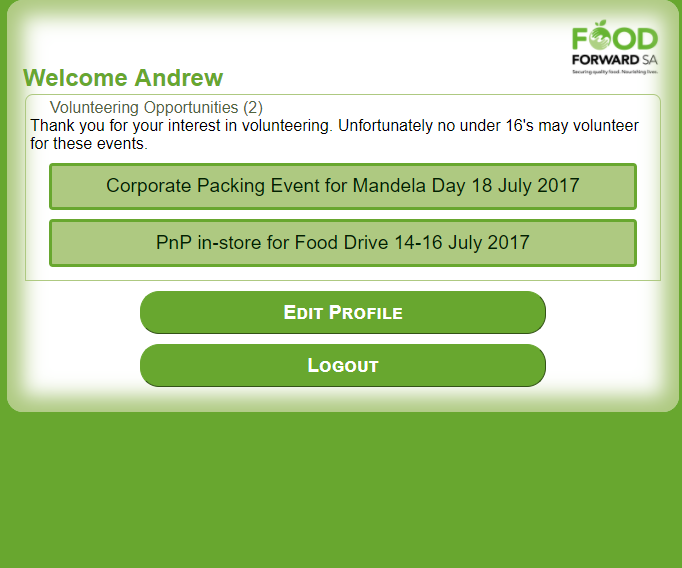 FOOD
FORWARD SA
Securing quality food. Nourishing lives.
Welcome Andrew
Volunteering Opportunities (2)
Thank you for your interest in volunteering. Unfortunately no under 16's may volunteer
for these events.
Corporate Packing Event for Mandela Day 18 July 2017
PnP in-store for Food Drive 14-16 July 2017
EDIT PROFILE
LOGOUT